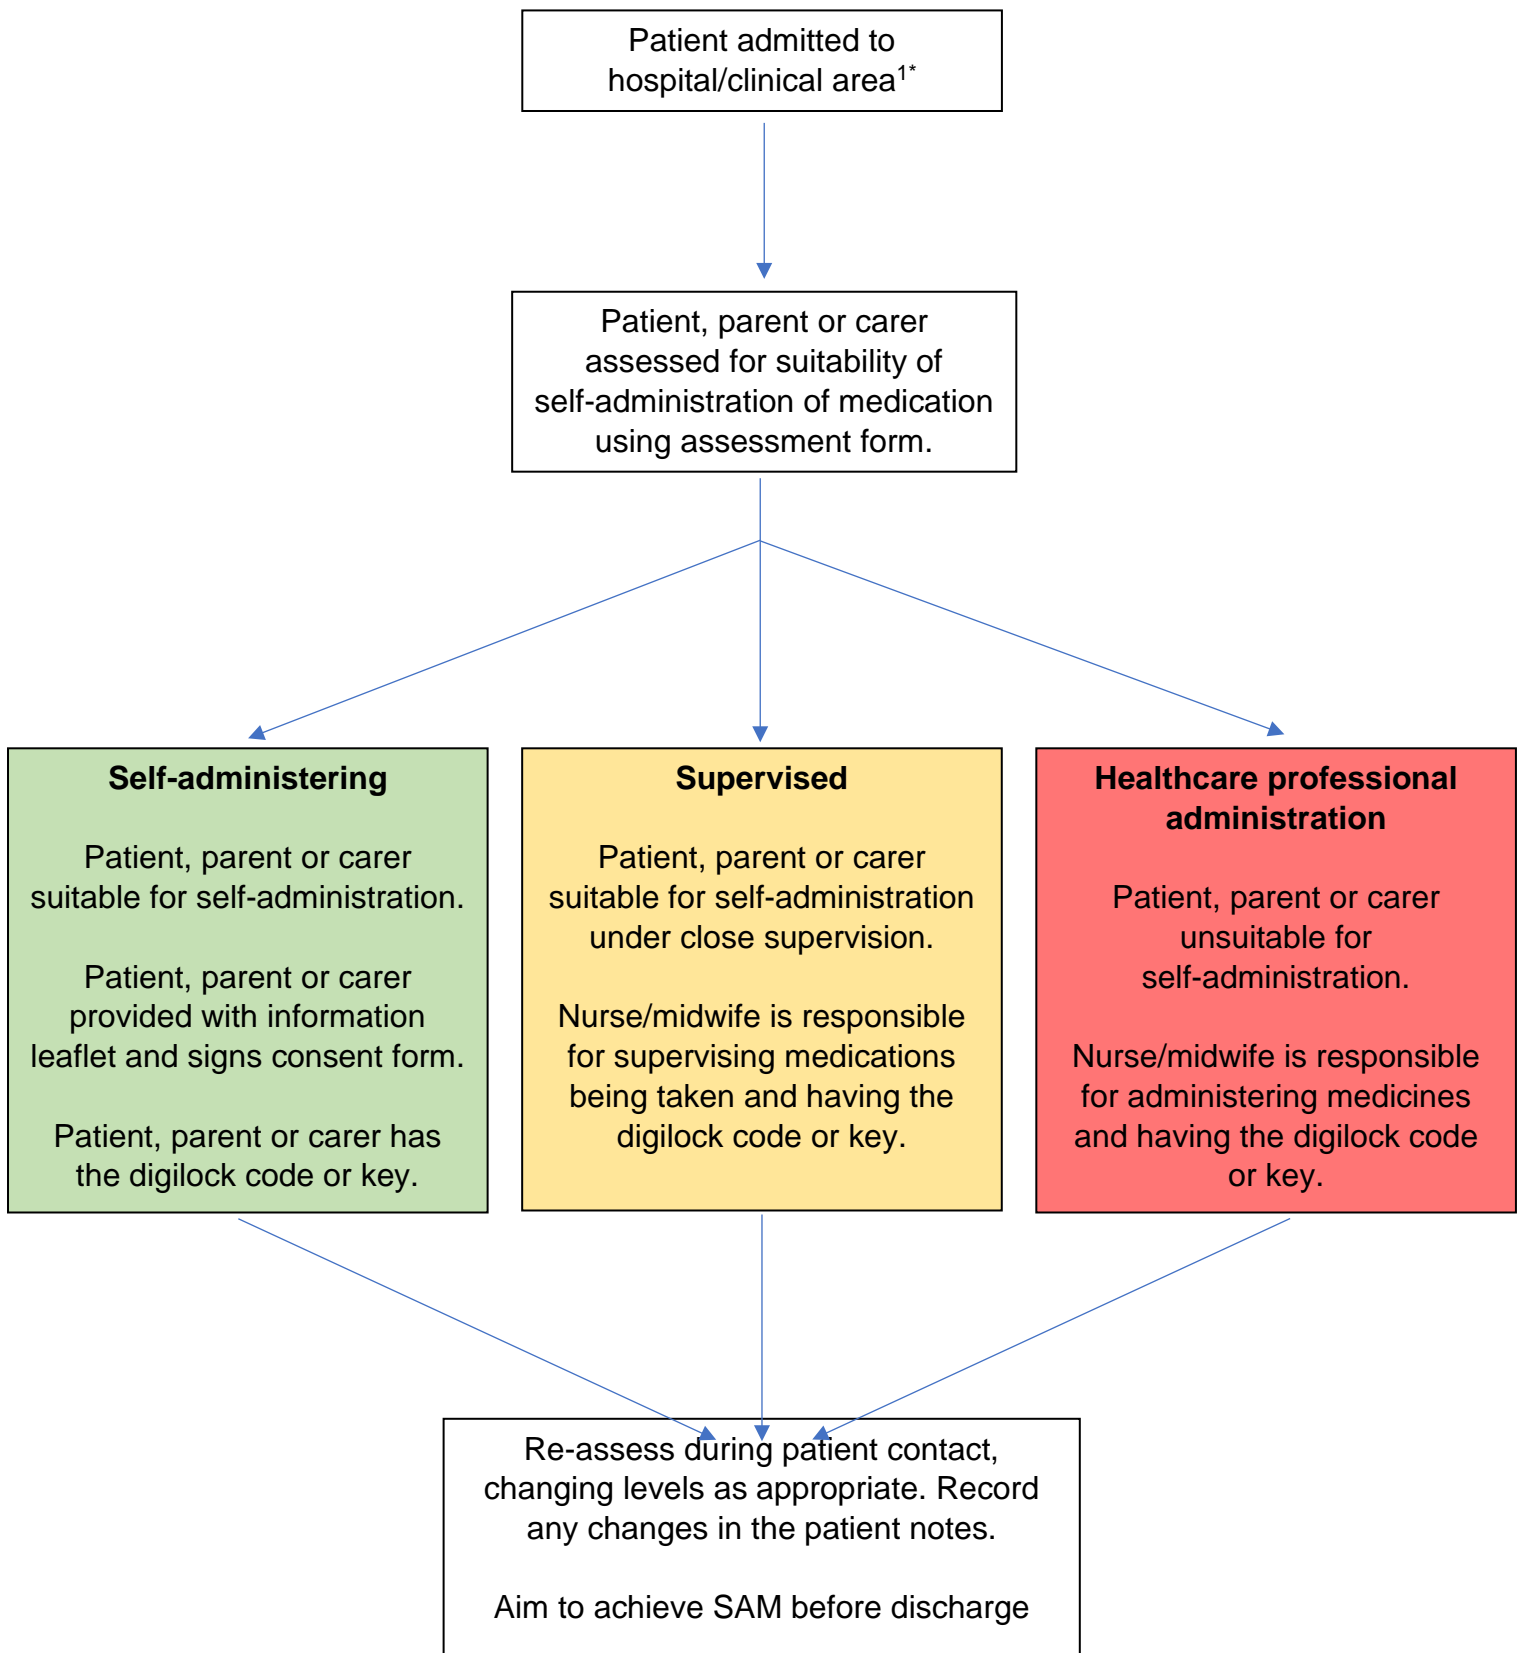 Patient admitted to
hospital/clinical area1*
Patient, parent or carer
assessed for suitability of
self-administration of medication
using assessment form.
Self-administering
Patient, parent or carer
suitable for self-administration.
Patient, parent or carer
provided with information
leaflet and signs consent form.
Patient, parent or carer has
the digilock code or key.
Supervised
Patient, parent or carer
suitable for self-administration
under close supervision.
Nurse/midwife is responsible
for supervising medications
being taken and having the
digilock code or key.
Healthcare professional
administration
Patient, parent or carer
unsuitable for
self-administration.
Nurse/midwife is responsible
for administering medicines
and having the digilock code
or key.
Re-assess during patient contact,
changing levels as appropriate. Record
any changes in the patient notes.
Aim to achieve SAM before discharge